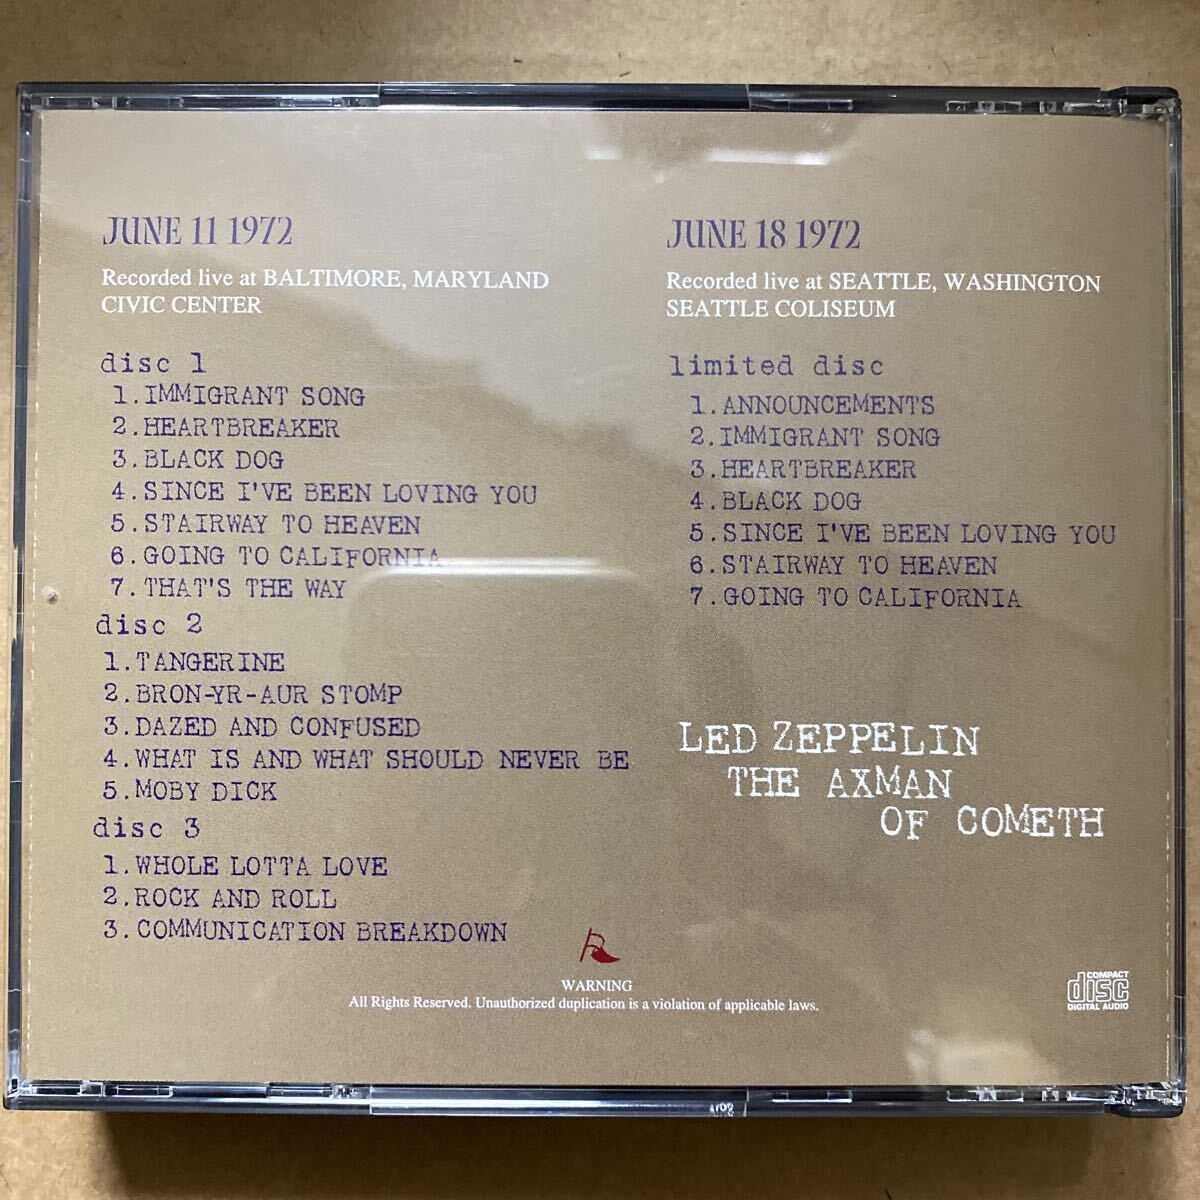 JUNE 11 1972
Recorded live at BALTIMORE, MARYLAND
CIVIC CENTER
disc 1
1.IMMIGRANT SONG
2.HEARTBREAKER
3.BLACK DOG
4.SINCE I'VE BEEN LOVING YOU
5.STAIRWAY TO HEAVEN
6.GOING TO CALIFORNIA
7.THAT'S THE WAY
disc 2
1.TANGERINE
2.BRON-YR-AUR STOMP
3.DAZED AND CONFUSED
4.WHAT IS AND WHAT SHOULD NEVER BE
5.MOBY DICK
disc 3
1.WHOLE LOTTA LOVE
2.ROCK AND ROLL
3.COMMUNICATION BREAKDOWN
JUNE 18 1972
Recorded live at SEATTLE, WASHINGTON
SEATTLE COLISEUM
limited disc
1.ANNOUNCEMENTS
2.IMMIGRANT SONG
3.HEARTBREAKER
4.BLACK DOG
5.SINCE I'VE BEEN LOVING YOU
6.STAIRWAY TO HEAVEN
7.GOING TO CALIFORNIA
LED ZEPPELIN
THE AXMAN
OF COMETH
WARNING
All Rights Reserved. Unauthorized duplication is a violation of applicable laws.
COMPACT
disc
DIGITAL AUDIO